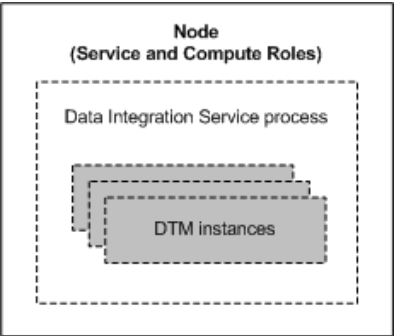 Node
(Service and Compute Roles)
Data Integration Service process
DTM instances